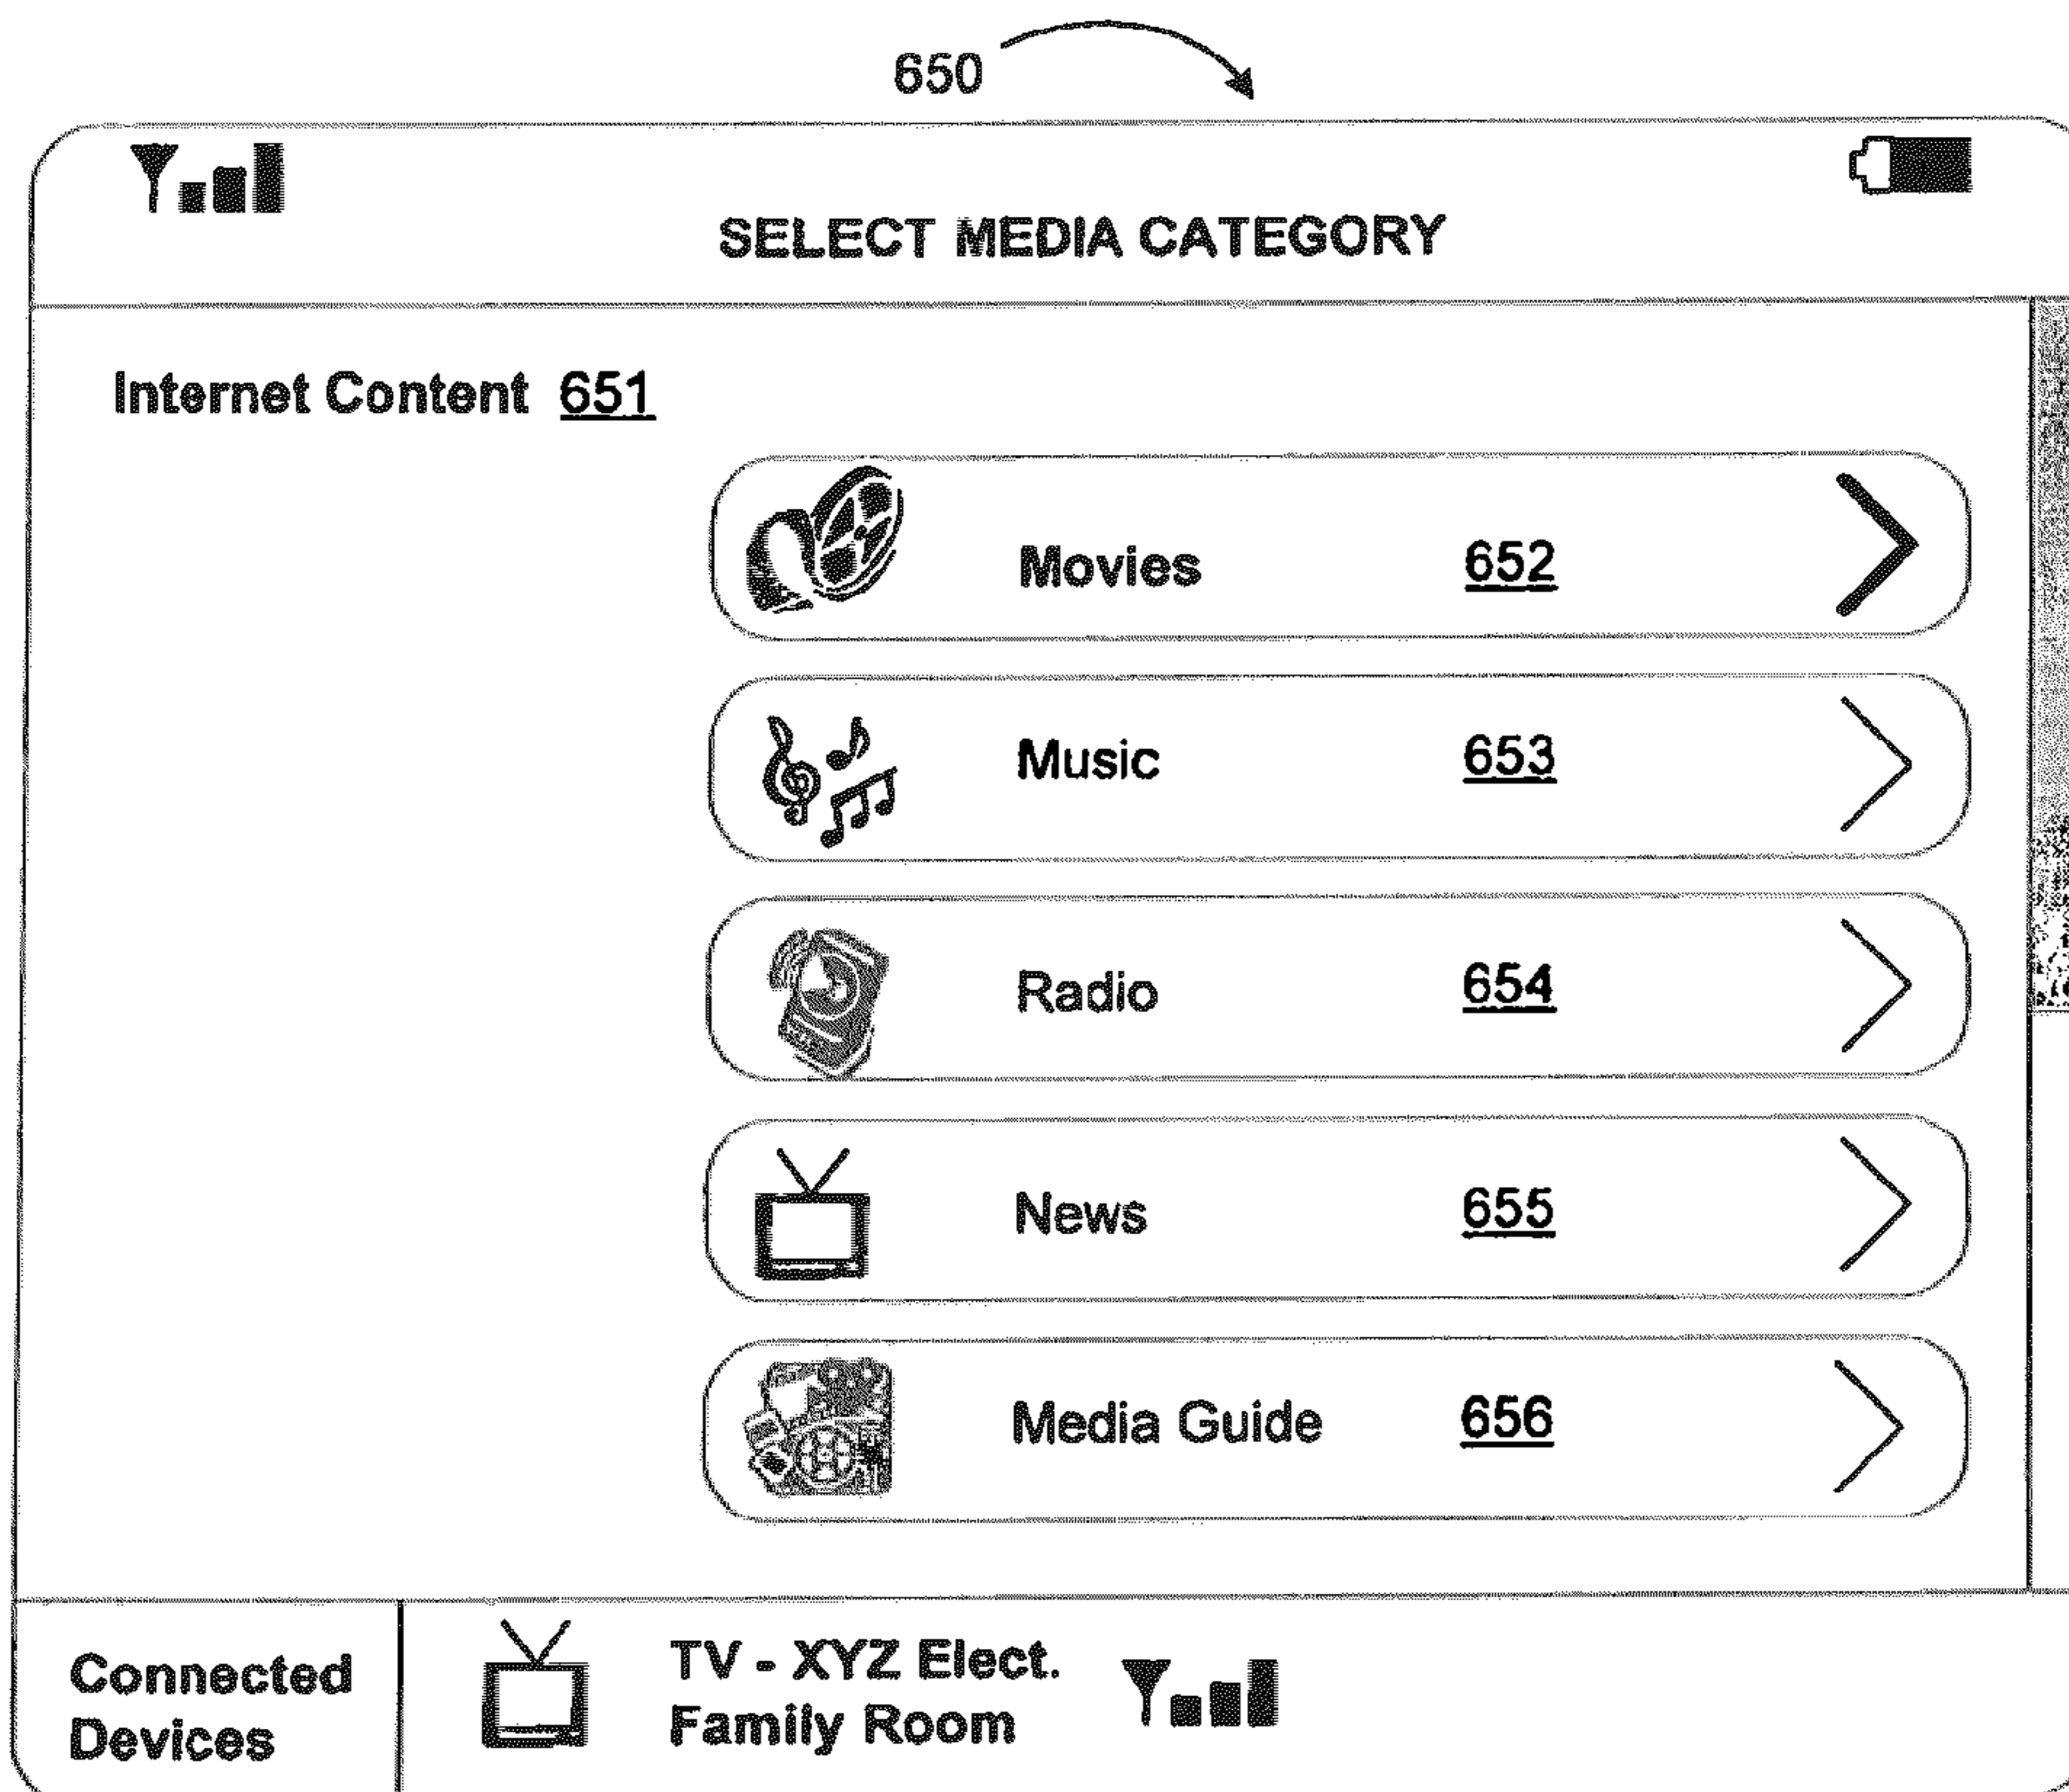 650
SELECT MEDIA CATEGORY
Internet Content 651
Movies 652
Music 653
Radio 654
News 655
Media Guide 656
Connected
Devices
TV - XYZ Elect.
Family Room